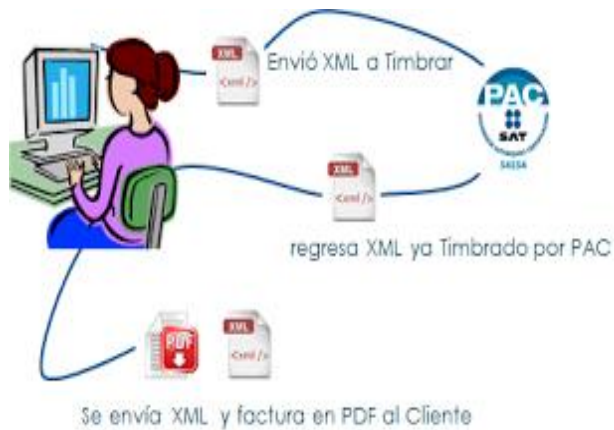 XML
<xml />
Envió XML a Timbrar
PAC
SAT
XML
<xml />
regresa XML ya Timbrado por PAC
PDF
XML
<xml />
Se envía XML y factura en PDF al Cliente